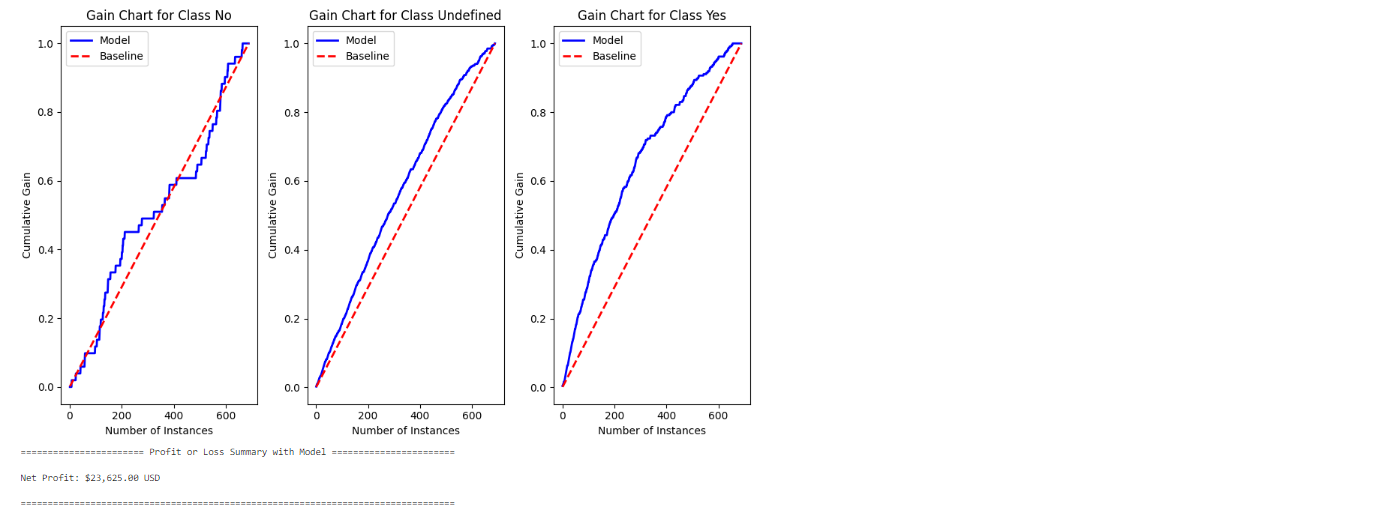 Gain Chart for Class No
Gain Chart for Class Undefined
Gain Chart for Class Yes
Model
Baseline
Model
Baseline
Model
Baseline
Cumulative Gain
1.0
0.8
0.6
0.4
0.2
0.0
0
200
400
600
Number of Instances
Cumulative Gain
1.0
0.8
0.6
0.4
0.2
0.0
0
200
400
600
Number of Instances
Cumulative Gain
1.0
0.8
0.6
0.4
0.2
0.0
0
200
400
600
Number of Instances
======================= Profit or Loss Summary with Model =======================
Net Profit: $23,625.00 USD
=================================================================================